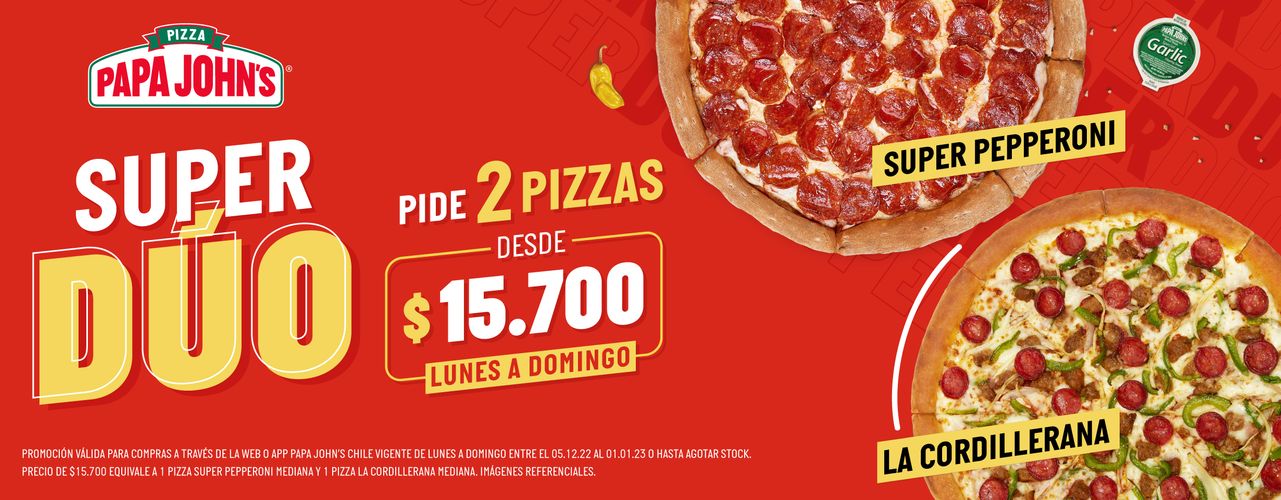 PIZZA
PAPA JOHN'S®
SUPER
DÚO
PIDE 2 PIZZAS
DESDE
$15.700
LUNES A DOMINGO
SUPER PEPPERONI
PAPA JOHNS
Garlic
LA CORDILLERANA
PROMOCIÓN VÁLIDA PARA COMPRAS A TRAVÉS DE LA WEB O APP PAPA JOHN'S CHILE VIGENTE DE LUNES A DOMINGO ENTRE EL 05.12.22 AL 01.01.23 O HASTA AGOTAR STOCK.
PRECIO DE $15.700 EQUIVALE A 1 PIZZA SUPER PEPPERONI MEDIANA Y 1 PIZZA LA CORDILLERANA MEDIANA. IMÁGENES REFERENCIALES.